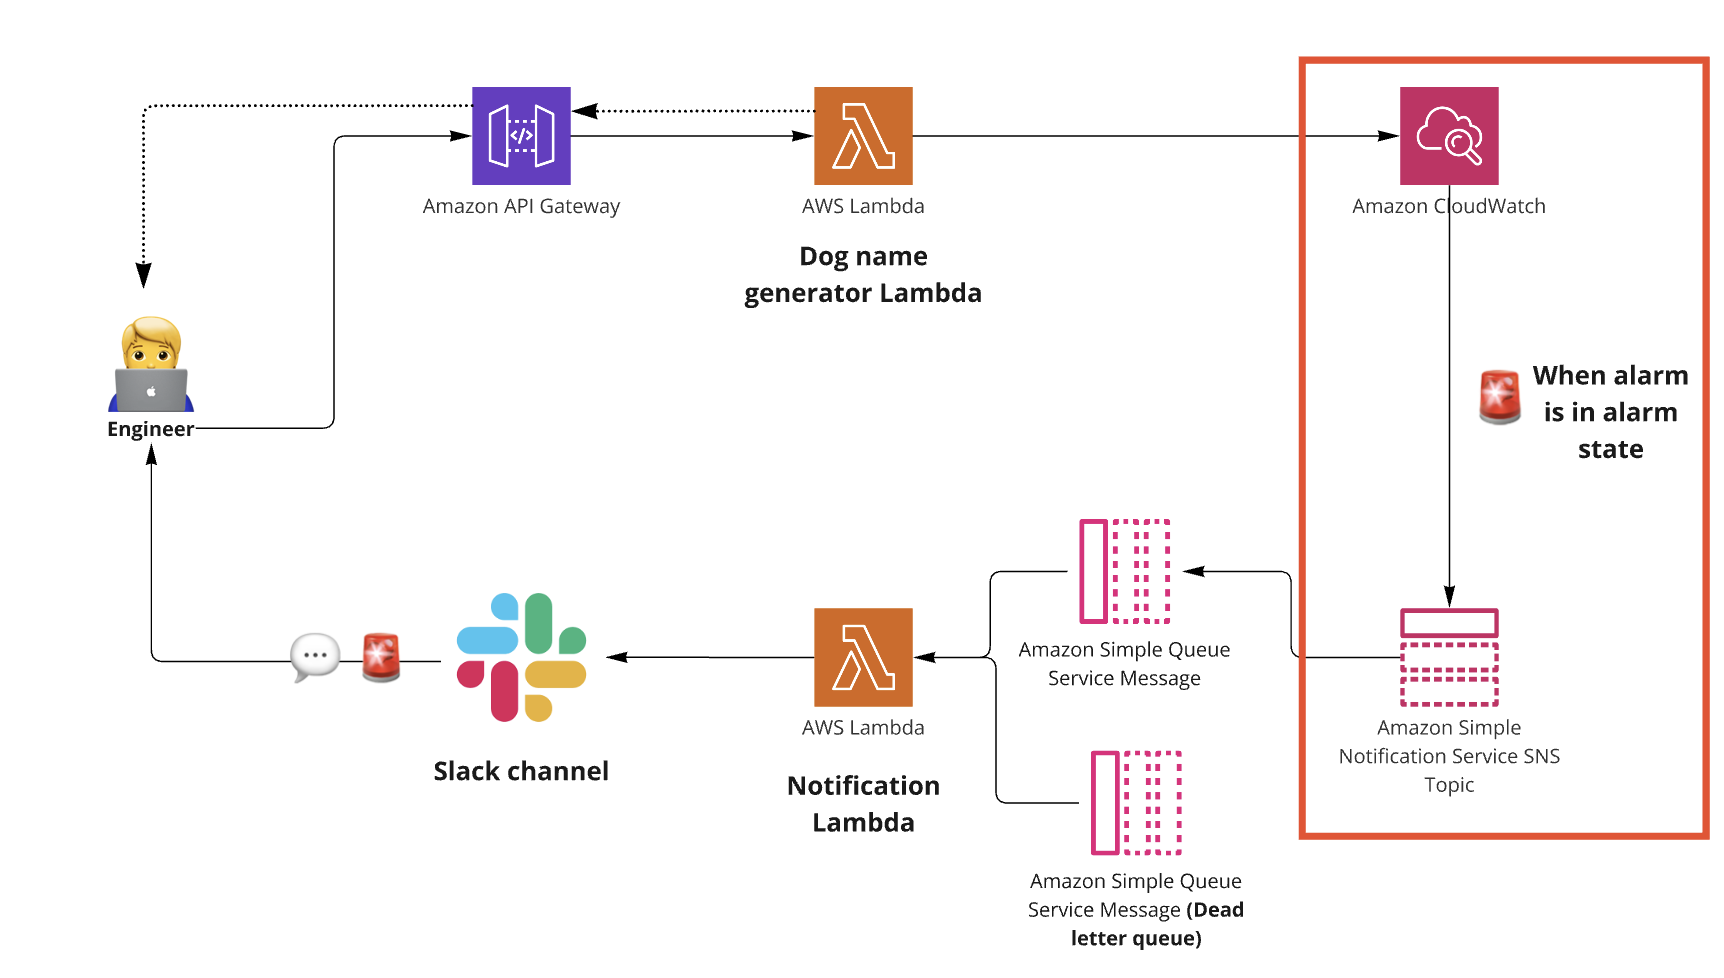 Amazon API Gateway
AWS Lambda
Amazon CloudWatch
Dog name
generator Lambda
When alarm
is in alarm
state
Engineer
Amazon Simple Queue
Service Message
AWS Lambda
Notification
Lambda
Slack channel
Amazon Simple
Notification Service SNS
Topic
Amazon Simple Queue
Service Message (Dead
letter queue)